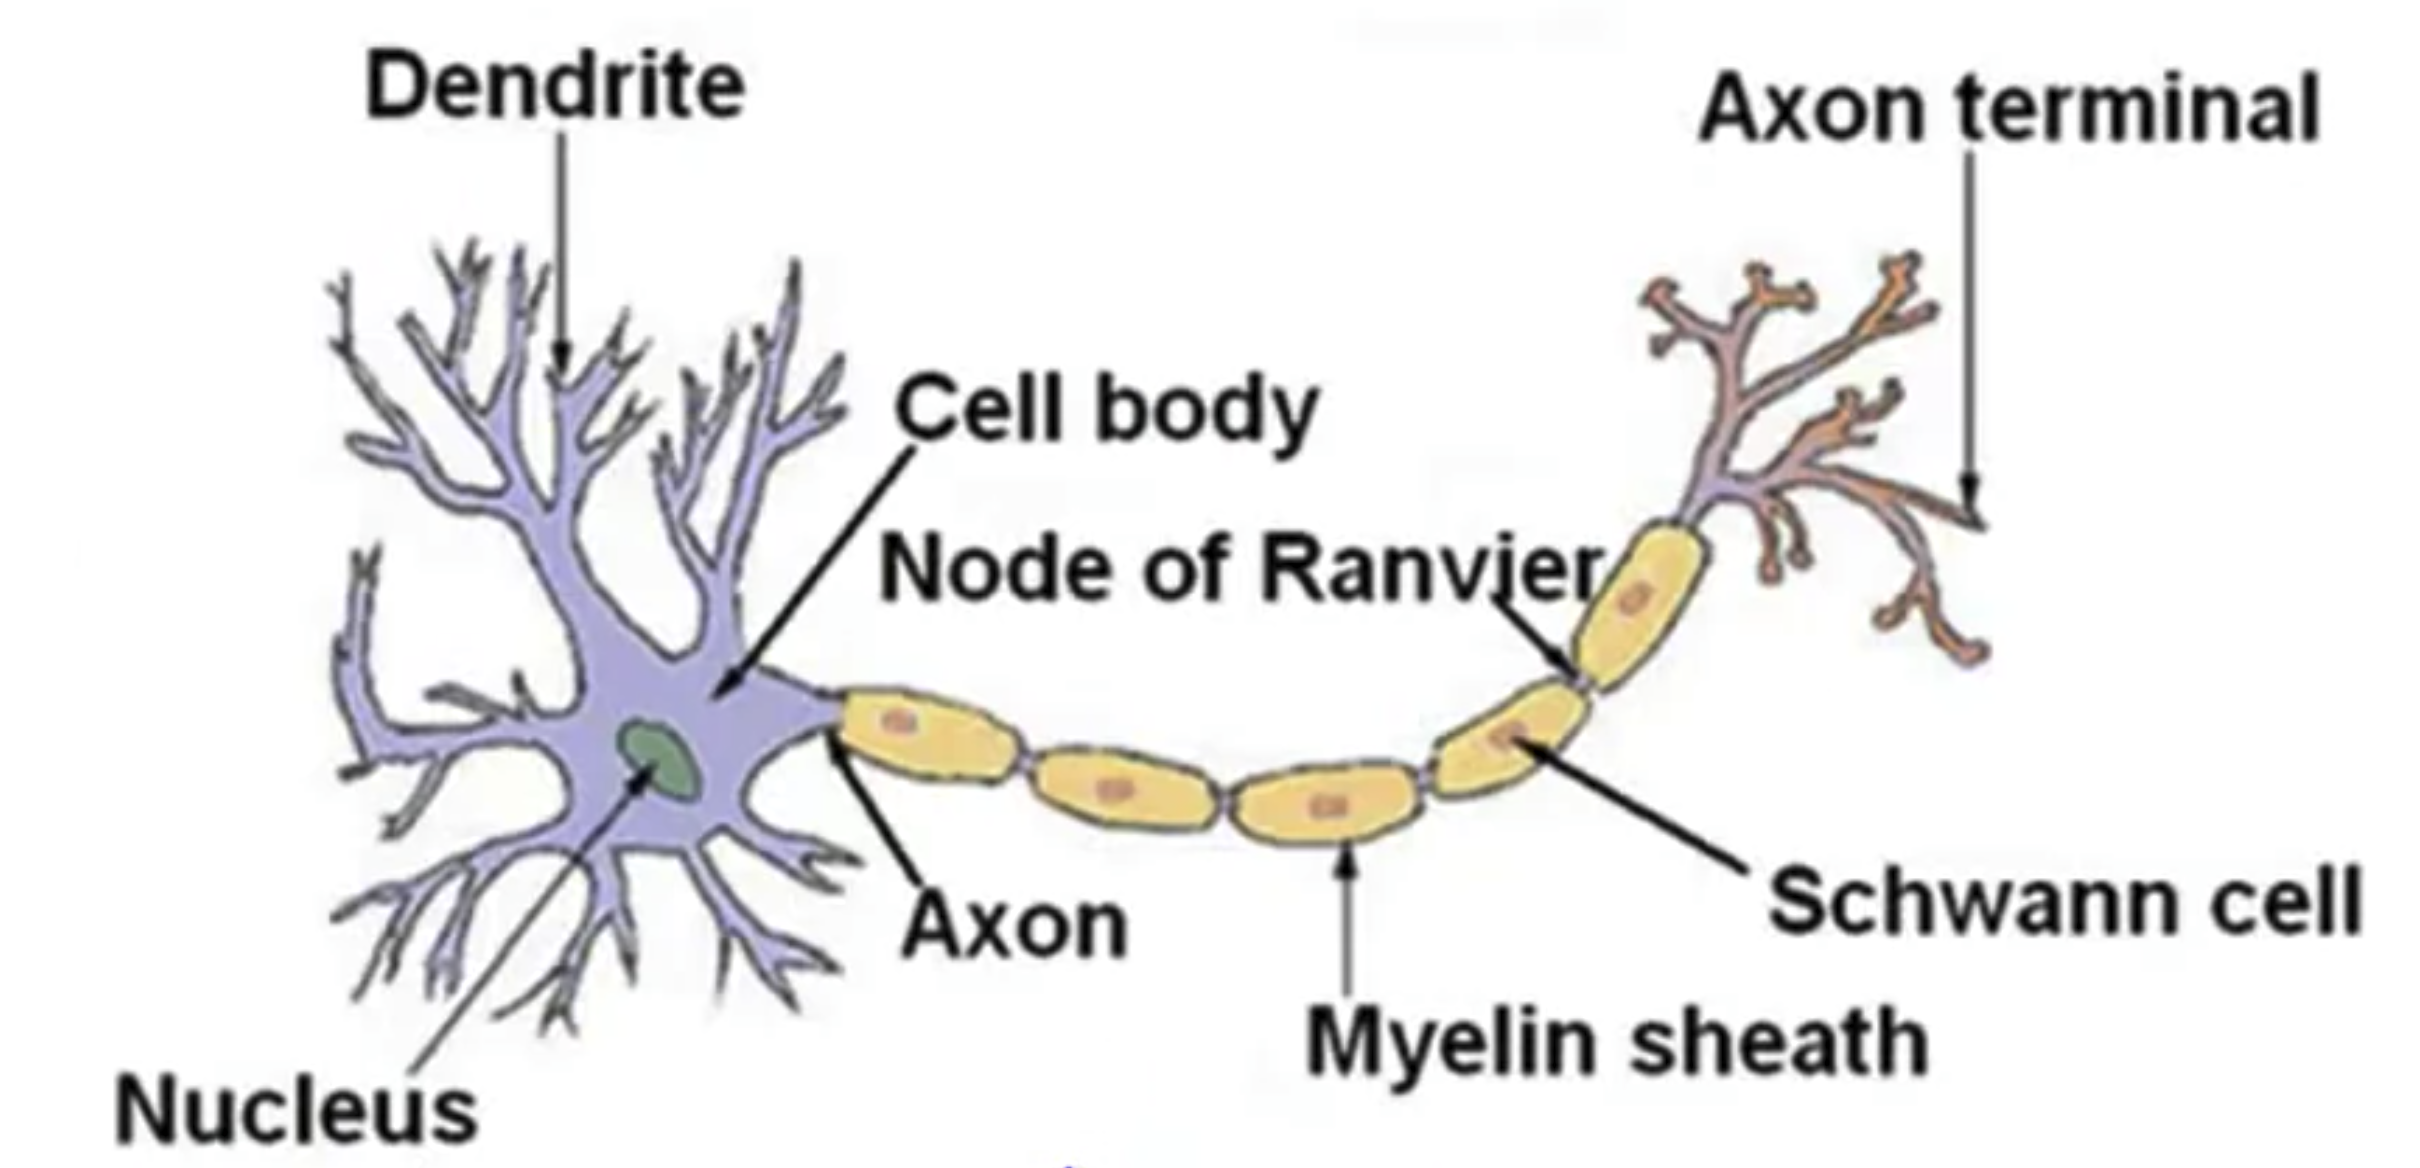 Dendrite
Axon terminal
Cell body
Node of Ranvier
Axon
Schwann cell
Myelin sheath
Nucleus